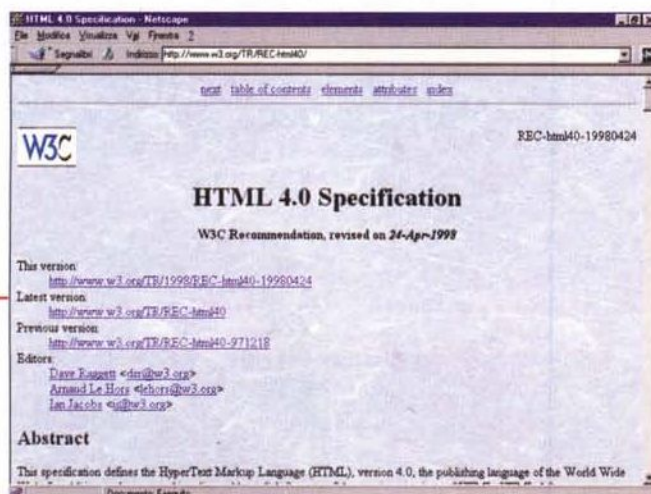 HTML 4.0 Specification - Netscape
File Modifica Visualizza Vai Finestra ?
Segnalibri Indirizzo http://www.w3.org/TR/REC-html40/
next table of contents elements attributes index
W3C
REC-html40-19980424
HTML 4.0 Specification
W3C Recommendation, revised on 24-Apr-1998
This version:
http://www.w3.org/TR/1998/REC-html40-19980424
Latest version:
http://www.w3.org/TR/REC-html40
Previous version:
http://www.w3.org/TR/REC-html40-971218
Editors:
Dave Raggett <dsr@w3.org>
Arnaud Le Hors <lehors@w3.org>
Ian Jacobs <ij@w3.org>
Abstract
This specification defines the HyperText Markup Language (HTML), version 4.0, the publishing language of the World Wide
Documento: Eseguito